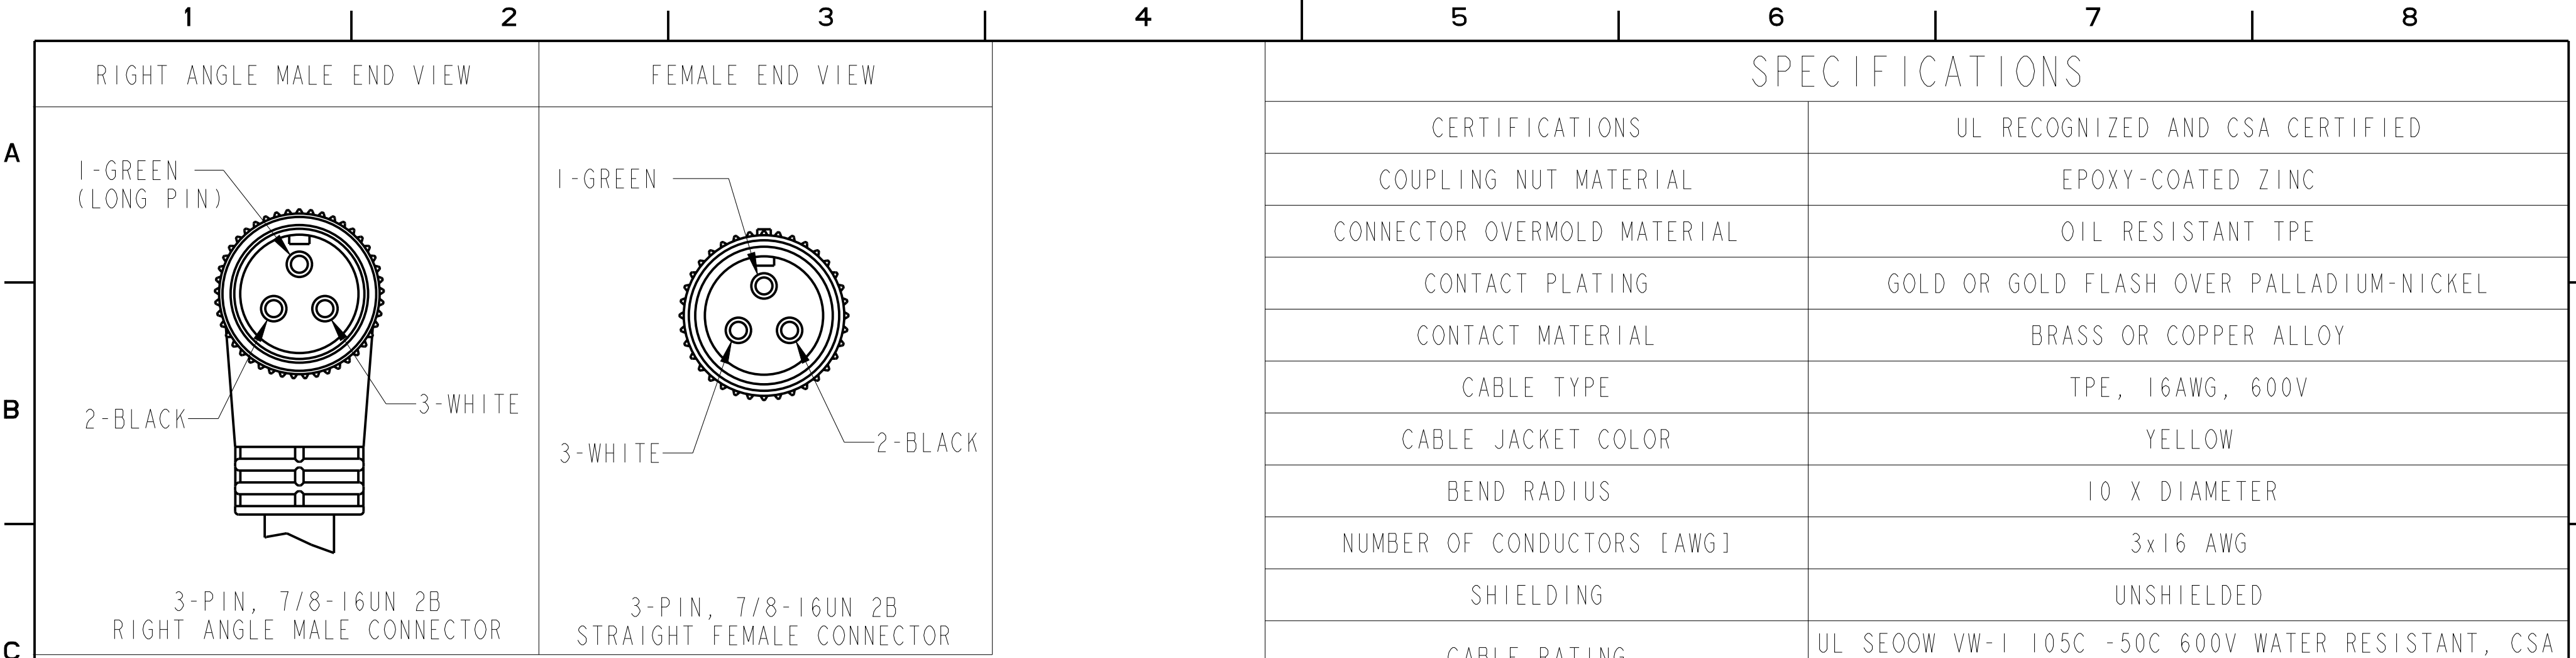 1 2 3 4 5 6 7 8
RIGHT ANGLE MALE END VIEW
FEMALE END VIEW
A
1-GREEN
(LONG PIN)
1-GREEN
B
2-BLACK
3-WHITE
3-WHITE
2-BLACK
3-PIN, 7/8-16UN 2B
RIGHT ANGLE MALE CONNECTOR
3-PIN, 7/8-16UN 2B
STRAIGHT FEMALE CONNECTOR
C
SPECIFICATIONS
CERTIFICATIONS UL RECOGNIZED AND CSA CERTIFIED
COUPLING NUT MATERIAL EPOXY-COATED ZINC
CONNECTOR OVERMOLD MATERIAL OIL RESISTANT TPE
CONTACT PLATING GOLD OR GOLD FLASH OVER PALLADIUM-NICKEL
CONTACT MATERIAL BRASS OR COPPER ALLOY
CABLE TYPE TPE, 16AWG, 600V
CABLE JACKET COLOR YELLOW
BEND RADIUS 10 X DIAMETER
NUMBER OF CONDUCTORS [AWG] 3x16 AWG
SHIELDING UNSHIELDED
CABLE RATING UL SEOOW VW-1 105C -50C 600V WATER RESISTANT, CSA